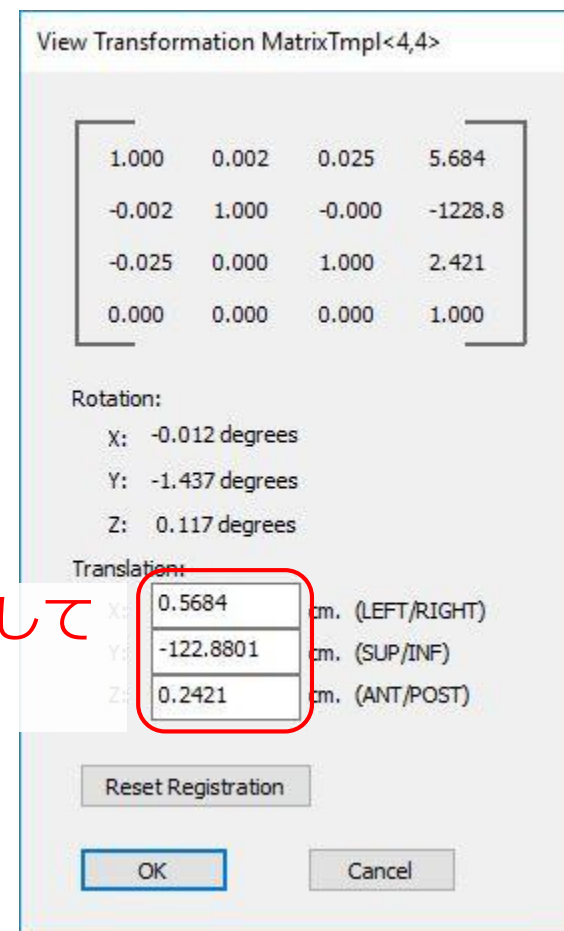 View Transformation MatrixTmpl<4,4>
1.000 0.002 0.025 5.684
-0.002 1.000 -0.000 -1228.8
-0.025 0.000 1.000 2.421
0.000 0.000 0.000 1.000
Rotation:
X: -0.012 degrees
Y: -1.437 degrees
Z: 0.117 degrees
Translation:
して
X: 0.5684 cm. (LEFT/RIGHT)
Y: -122.8801 cm. (SUP/INF)
Z: 0.2421 cm. (ANT/POST)
Reset Registration
OK Cancel